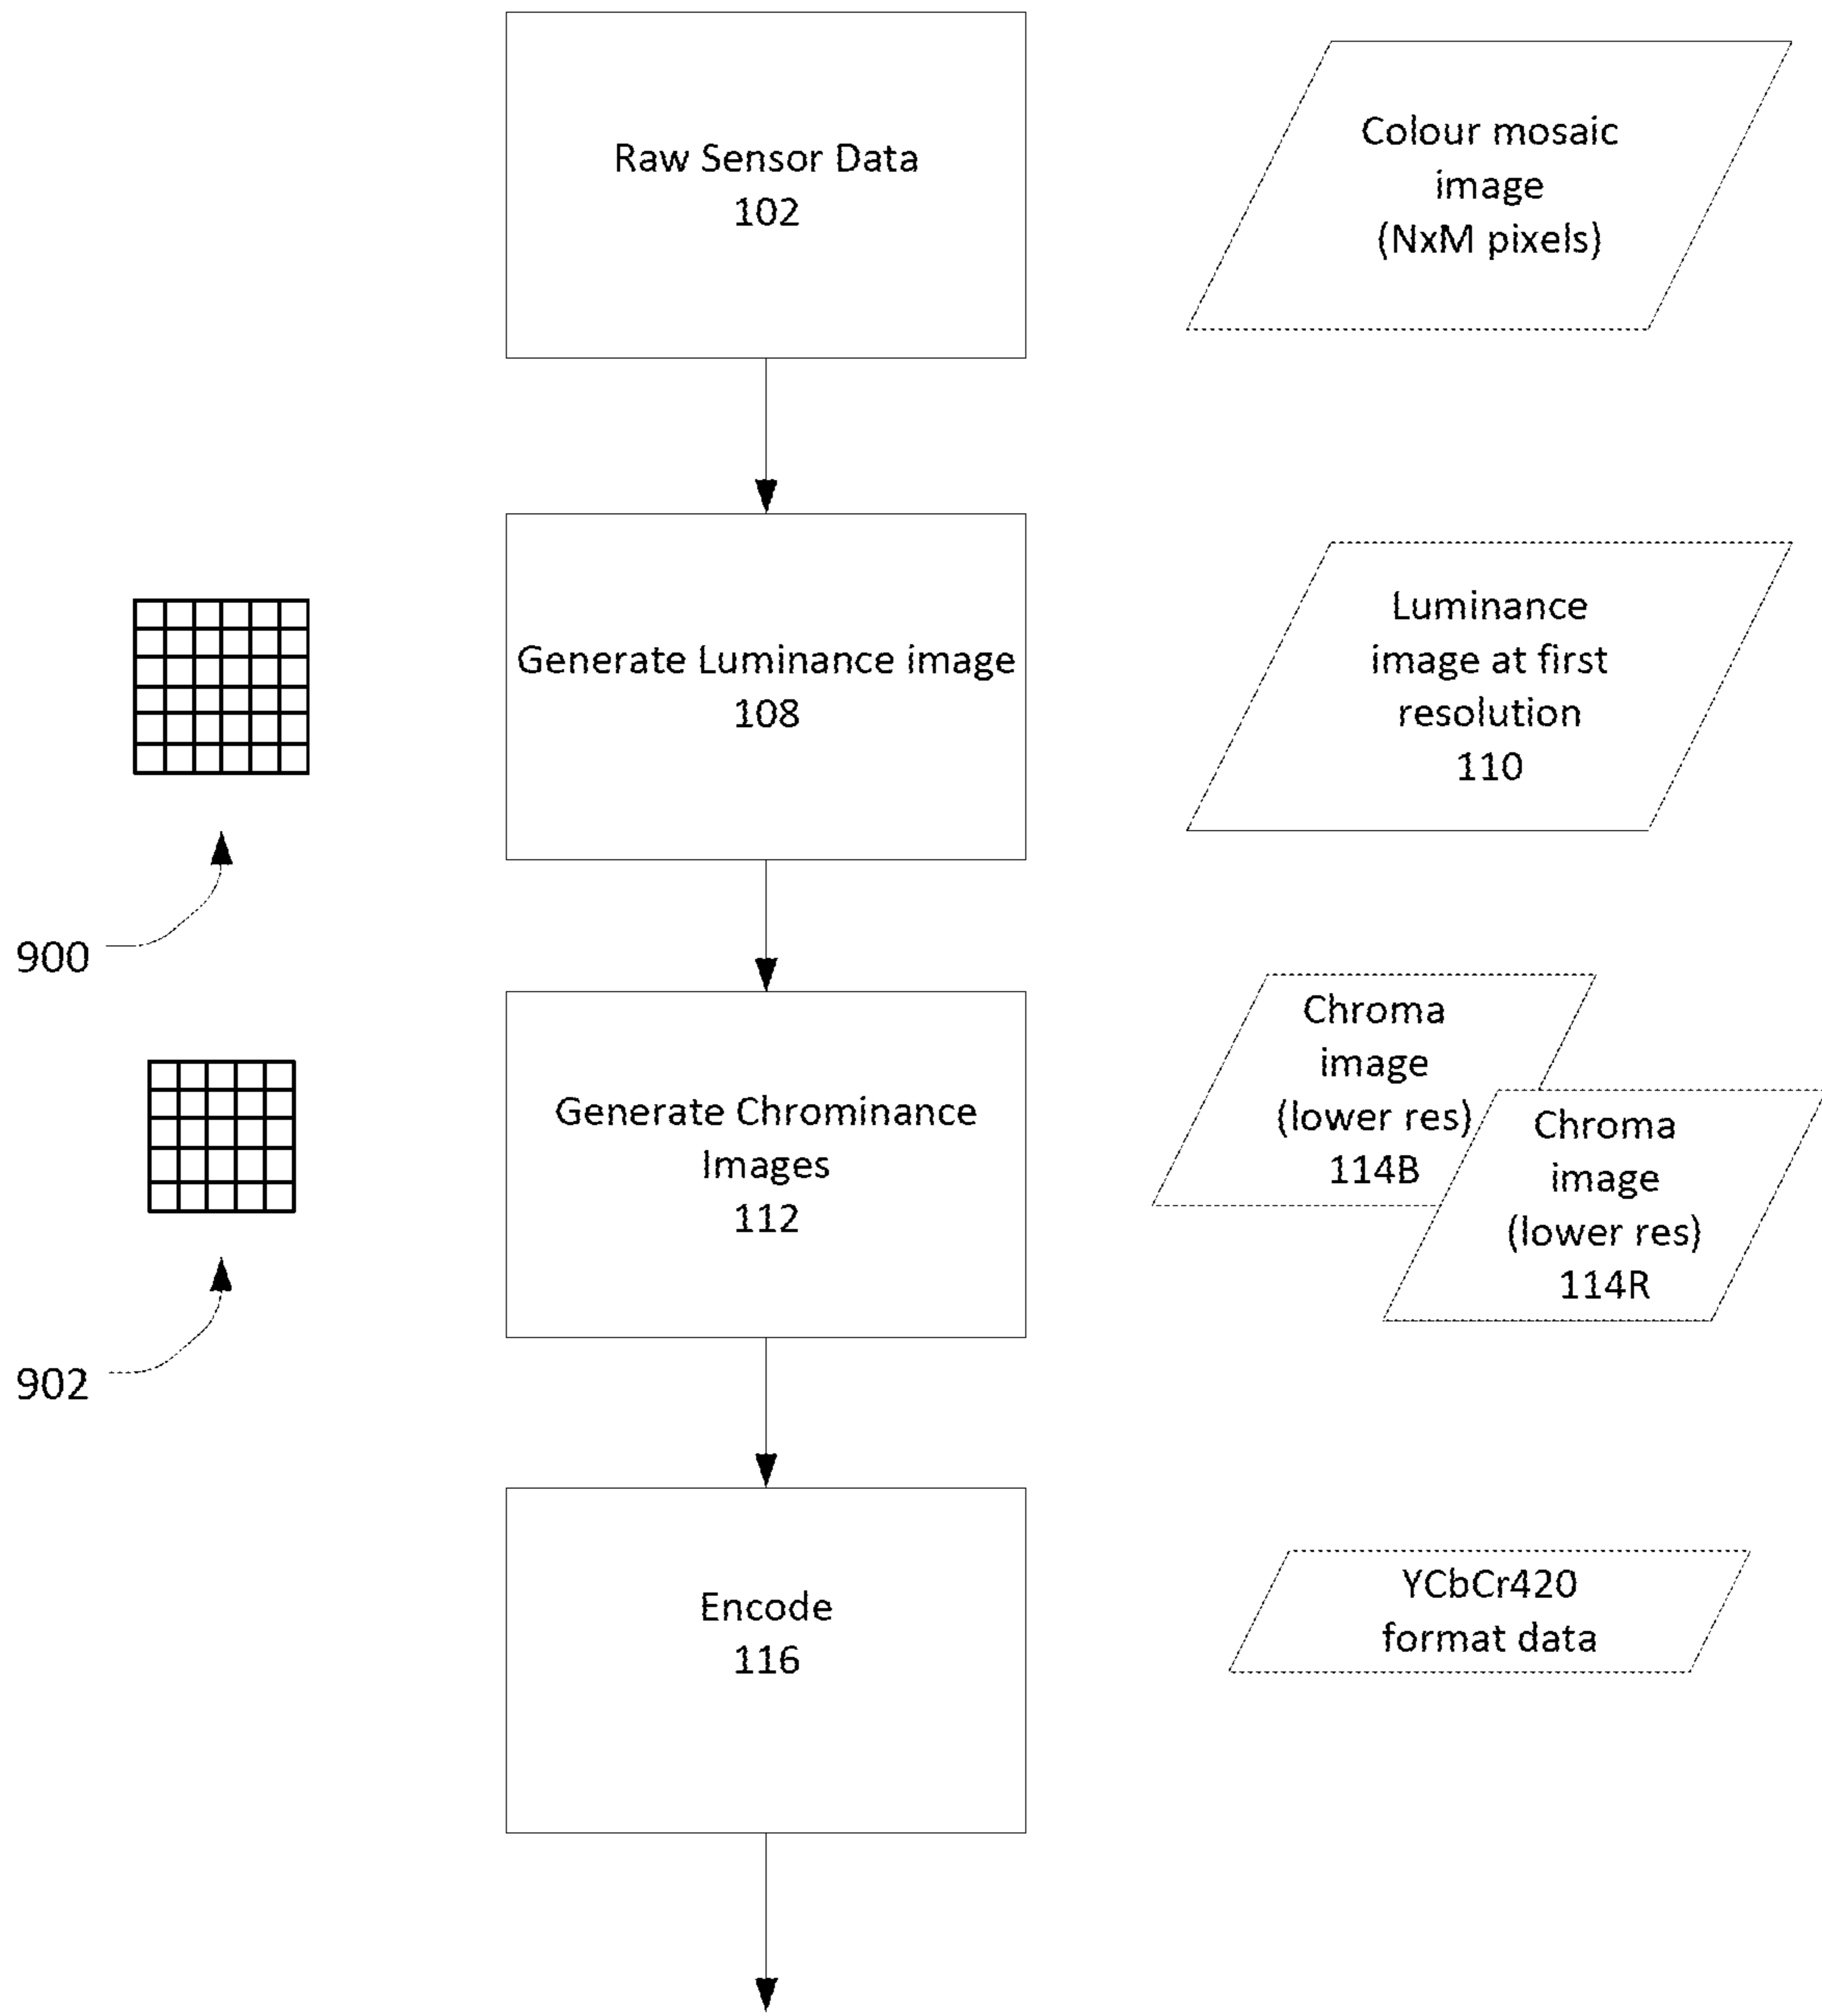 Raw Sensor Data
102
Colour mosaic
image
(NxM pixels)
Generate Luminance image
108
Luminance
image at first
resolution
110
900
Generate Chrominance
Images
112
Chroma
image
(lower res)
114B
Chroma
image
(lower res)
114R
902
Encode
116
YCbCr420
format data